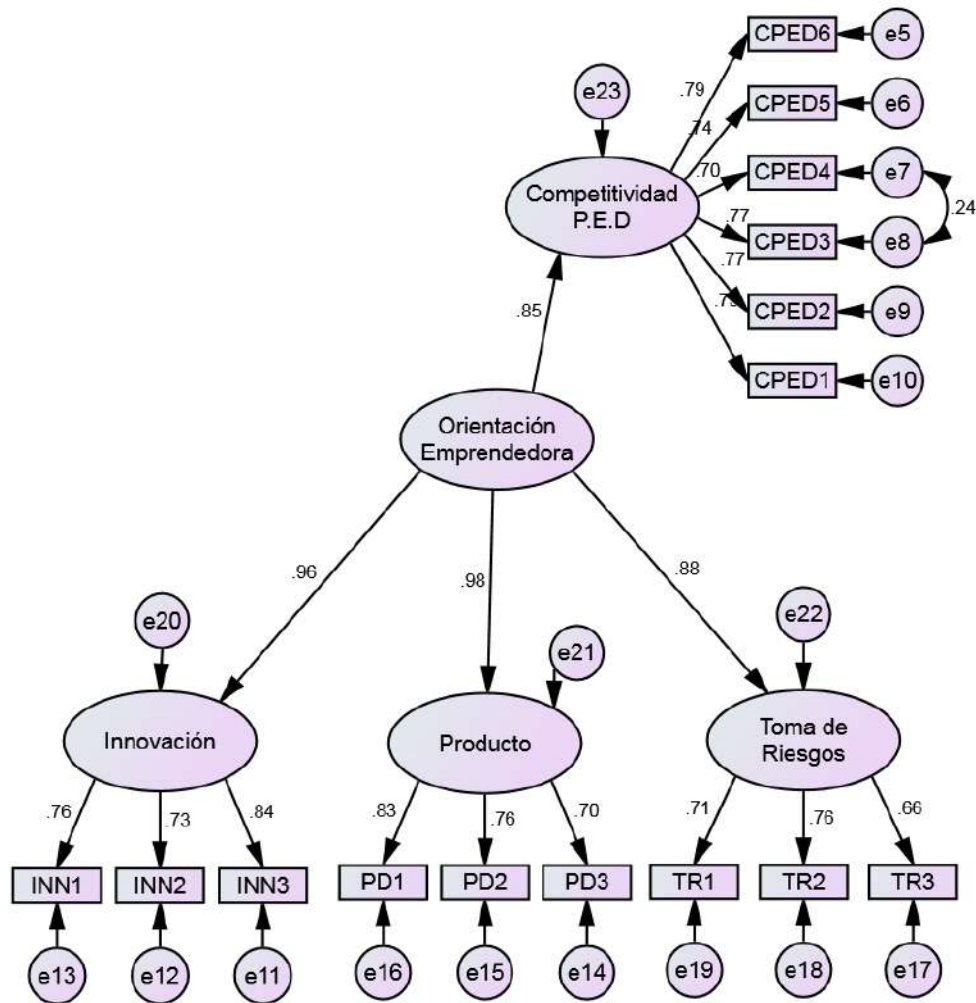 CPED6
e5
e23
.79
CPED5
e6
.74
CPED4
e7
.70
Competitividad
P.E.D
.24
.77
CPED3
e8
.77
CPED2
e9
.85
CPED1
e10
Orientación
Emprendedora
.96
.98
.88
e20
e21
e22
Innovación
Producto
Toma de
Riesgos
.76
.73
.84
.83
.76
.70
.71
.76
.66
INN1
INN2
INN3
PD1
PD2
PD3
TR1
TR2
TR3
e13
e12
e11
e16
e15
e14
e19
e18
e17